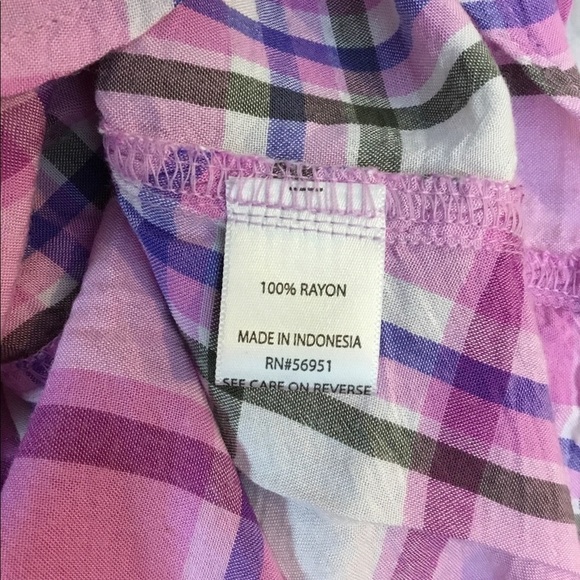 100% RAYON
MADE IN INDONESIA
RN#56951
SEE CARE ON REVERSE